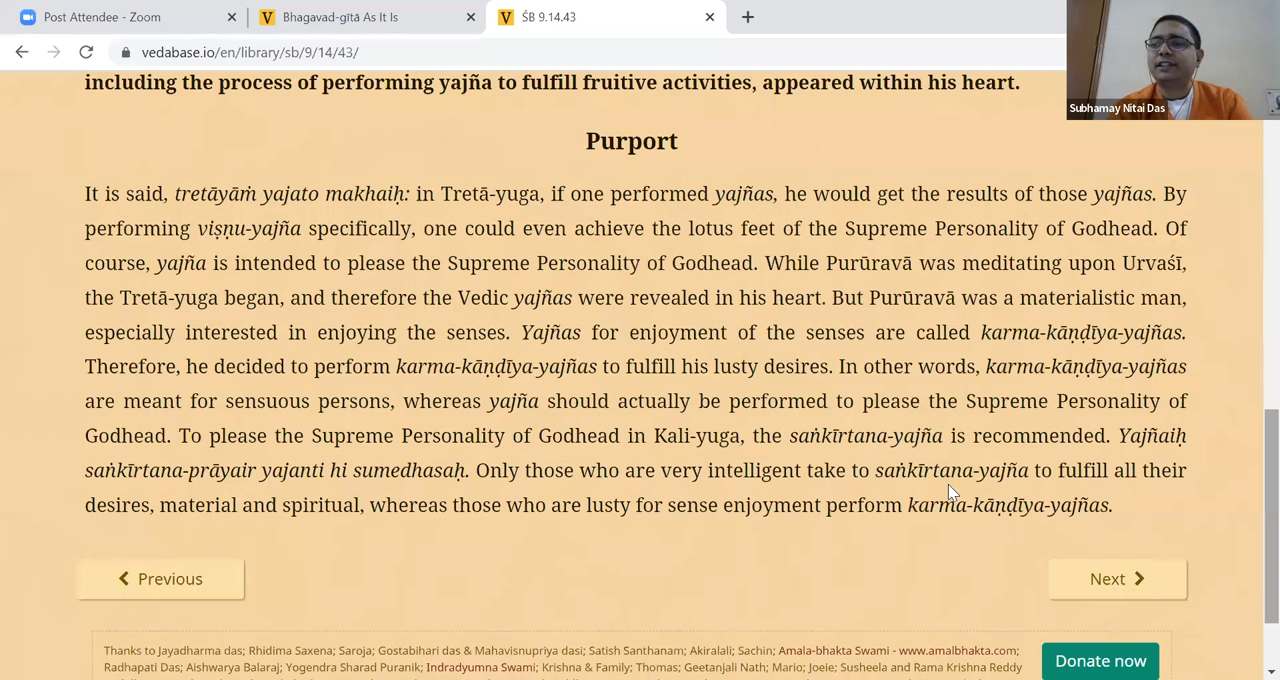 Post Attendee - Zoom
Bhagavad-gītā As It Is
ŚB 9.14.43
vedabase.io/en/library/sb/9/14/43/
Subhamay Nitai Das
including the process of performing yajña to fulfill fruitive activities, appeared within his heart.
Purport
It is said, tretāyāṁ yajato makhaiḥ: in Tretā-yuga, if one performed yajñas, he would get the results of those yajñas. By
performing viṣṇu-yajña specifically, one could even achieve the lotus feet of the Supreme Personality of Godhead. Of
course, yajña is intended to please the Supreme Personality of Godhead. While Purūravā was meditating upon Urvaśī,
the Tretā-yuga began, and therefore the Vedic yajñas were revealed in his heart. But Purūravā was a materialistic man,
especially interested in enjoying the senses. Yajñas for enjoyment of the senses are called karma-kāṇḍīya-yajñas.
Therefore, he decided to perform karma-kāṇḍīya-yajñas to fulfill his lusty desires. In other words, karma-kāṇḍīya-yajñas
are meant for sensuous persons, whereas yajña should actually be performed to please the Supreme Personality of
Godhead. To please the Supreme Personality of Godhead in Kali-yuga, the saṅkīrtana-yajña is recommended. Yajñaiḥ
saṅkīrtana-prāyair yajanti hi sumedhasaḥ. Only those who are very intelligent take to saṅkīrtana-yajña to fulfill all their
desires, material and spiritual, whereas those who are lusty for sense enjoyment perform karma-kāṇḍīya-yajñas.
Previous
Next
Thanks to Jayadharma das; Rhidima Saxena; Saroja; Gostabihari das & Mahavisnupriya dasi; Satish Santhanam; Akiralali; Sachin; Amala-bhakta Swami - www.amalbhakta.com;
Radhapati Das; Aishwarya Balaraj; Yogendra Sharad Puranik; Indradyumna Swami; Krishna & Family; Thomas; Geetanjali Nath; Mario; Joeie; Susheela and Rama Krishna Reddy
Donate now